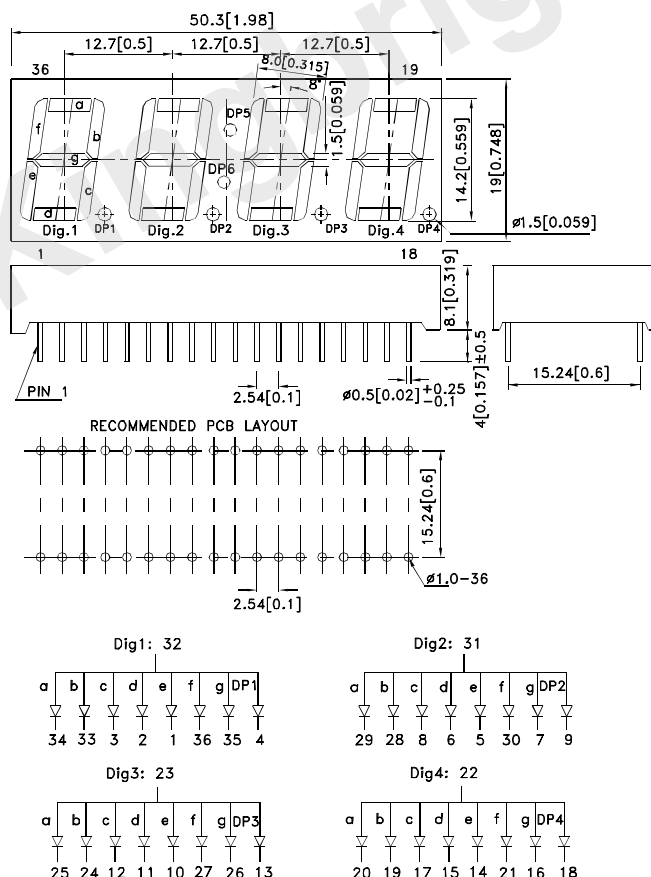 50.3[1.98]
12.7[0.5] 12.7[0.5] 12.7[0.5]
8.0[0.315]
36 19
8°
a
f b
g
e c
d
DP5
DP6
1.5[0.059]
14.2[0.559]
19[0.748]
Dig.1 DP1 Dig.2 DP2 Dig.3 DP3 Dig.4 DP4
ø1.5[0.059]
1 18
8.1[0.319]
4[0.157]±0.5
PIN 1
2.54[0.1]
ø0.5[0.02]+0.25 -0.1
15.24[0.6]
RECOMMENDED PCB LAYOUT
15.24[0.6]
2.54[0.1]
ø1.0-36
Dig1: 32
a b c d e f g DP1
34 33 3 2 1 36 35 4
Dig2: 31
a b c d e f g DP2
29 28 8 6 5 30 7 9
Dig3: 23
a b c d e f g DP3
25 24 12 11 10 27 26 13
Dig4: 22
a b c d e f g DP4
20 19 17 15 14 21 16 18